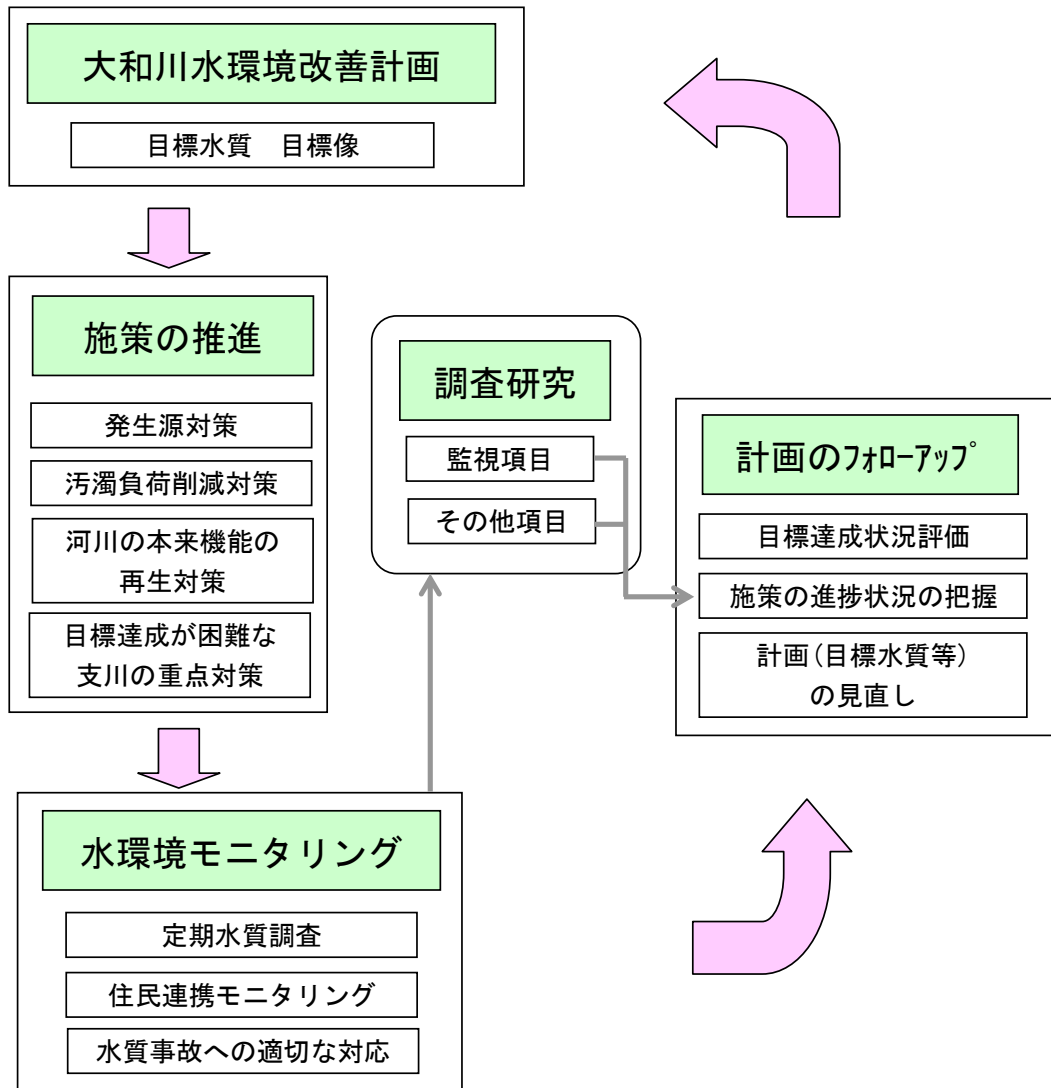 大和川水環境改善計画
目標水質　目標像
施策の推進
発生源対策
汚濁負荷削減対策
河川の本来機能の
再生対策
目標達成が困難な
支川の重点対策
水環境モニタリング
定期水質調査
住民連携モニタリング
水質事故への適切な対応
調査研究
監視項目
その他項目
計画のﾌｫﾛｰｱｯﾌﾟ
目標達成状況評価
施策の進捗状況の把握
計画(目標水質等)
の見直し